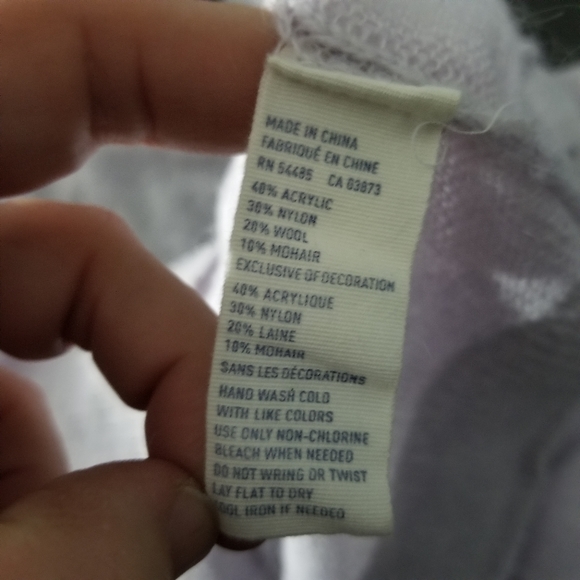 MADE IN CHINA
FABRIQUÉ EN CHINE
RN 54485 CA 03873
40% ACRYLIC
30% NYLON
20% WOOL
10% MOHAIR
EXCLUSIVE OF DECORATION
40% ACRYLIQUE
30% NYLON
20% LAINE
10% MOHAIR
SANS LES DÉCORATIONS
HAND WASH COLD
WITH LIKE COLORS
USE ONLY NON-CHLORINE
BLEACH WHEN NEEDED
DO NOT WRING OR TWIST
LAY FLAT TO DRY
COOL IRON IF NEEDED